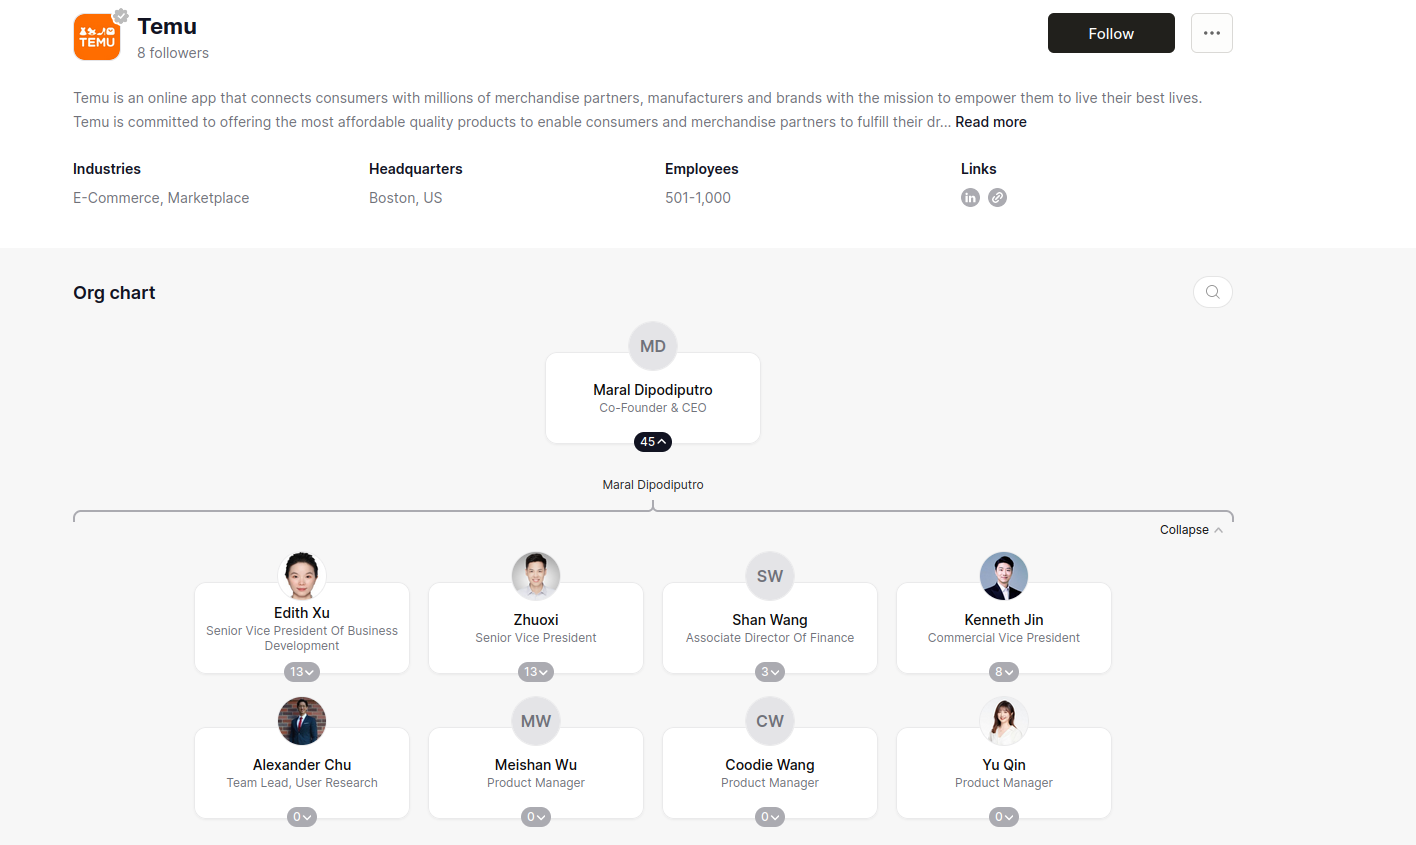 TEMU
Temu
8 followers
Follow
Temu is an online app that connects consumers with millions of merchandise partners, manufacturers and brands with the mission to empower them to live their best lives.
Temu is committed to offering the most affordable quality products to enable consumers and merchandise partners to fulfill their dr... Read more
Industries Headquarters Employees Links
E-Commerce, Marketplace Boston, US 501-1,000 in
Org chart
MD
Maral Dipodiputro
Co-Founder & CEO
45
Maral Dipodiputro
Collapse
SW
Edith Xu
Senior Vice President Of Business
Development
13
Zhuoxi
Senior Vice President
13
Shan Wang
Associate Director Of Finance
3
Kenneth Jin
Commercial Vice President
8
Alexander Chu
Team Lead, User Research
0
MW
Meishan Wu
Product Manager
0
CW
Coodie Wang
Product Manager
0
Yu Qin
Product Manager
0